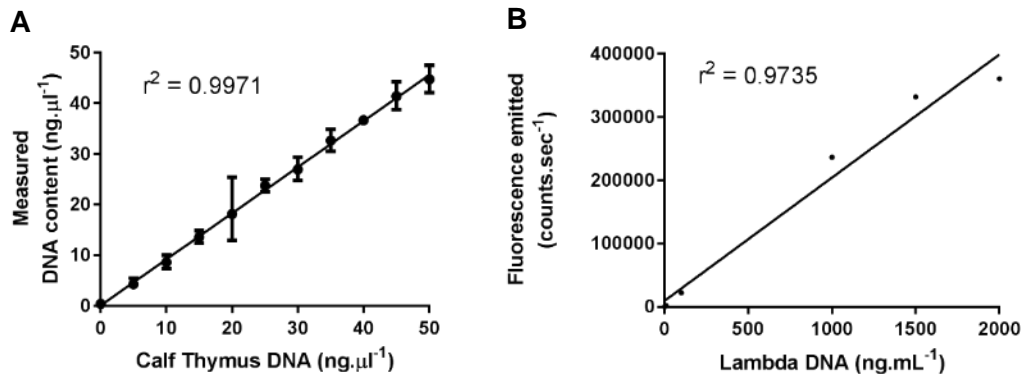 A
r² = 0.9971
Measured
DNA content (ng.µl⁻¹)
50
40
30
20
10
0
0 10 20 30 40 50
Calf Thymus DNA (ng.µl⁻¹)
B
r² = 0.9735
Fluorescence emitted
(counts.sec⁻¹)
400000
300000
200000
100000
0
0 500 1000 1500 2000
Lambda DNA (ng.mL⁻¹)